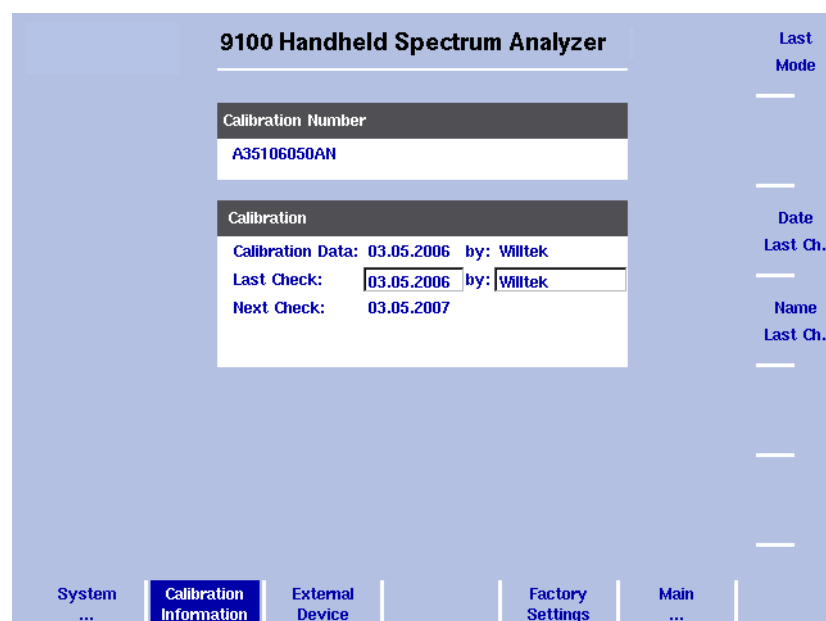 9100 Handheld Spectrum Analyzer
Last
Mode
Calibration Number
A35106050AN
Calibration
Calibration Data: 03.05.2006 by: Willtek
Last Check: 03.05.2006 by: Willtek
Next Check: 03.05.2007
Date
Last Ch.
Name
Last Ch.
System
...
Calibration
Information
External
Device
Factory
Settings
Main
...